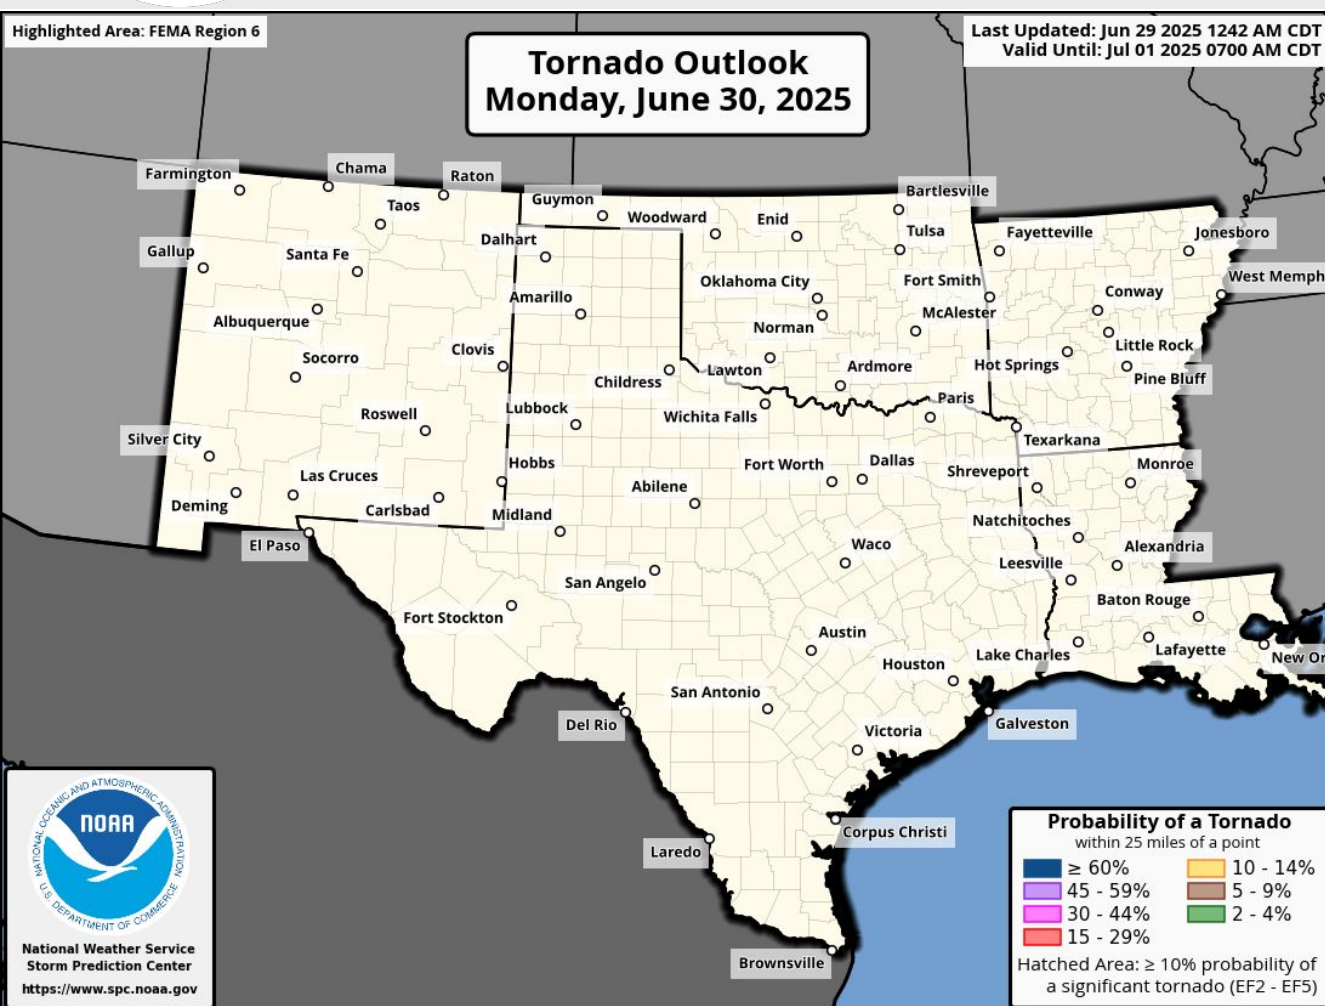 Highlighted Area: FEMA Region 6
Last Updated: Jun 29 2025 1242 AM CDT
Valid Until: Jul 01 2025 0700 AM CDT
Tornado Outlook
Monday, June 30, 2025
Farmington
Chama
Raton
Guymon
Bartlesville
Taos
Woodward
Enid
Tulsa
Fayetteville
Jonesboro
Gallup
Santa Fe
Dalhart
Oklahoma City
Fort Smith
West Memph
Amarillo
Conway
Albuquerque
Norman
McAlester
Little Rock
Socorro
Clovis
Lawton
Ardmore
Hot Springs
Pine Bluff
Childress
Roswell
Lubbock
Wichita Falls
Paris
Silver City
Texarkana
Las Cruces
Hobbs
Fort Worth
Dallas
Shreveport
Monroe
Abilene
Deming
Carlsbad
Midland
Natchitoches
El Paso
Waco
Alexandria
San Angelo
Leesville
Fort Stockton
Baton Rouge
Austin
Houston
Lake Charles
Lafayette
New Or
San Antonio
Del Rio
Victoria
Galveston
Corpus Christi
Laredo
Brownsville
NATIONAL OCEANIC AND ATMOSPHERIC ADMINISTRATION
NOAA
U.S. DEPARTMENT OF COMMERCE
National Weather Service
Storm Prediction Center
https://www.spc.noaa.gov
Probability of a Tornado
within 25 miles of a point
≥ 60%
10 - 14%
45 - 59%
5 - 9%
30 - 44%
2 - 4%
15 - 29%
Hatched Area: ≥ 10% probability of
a significant tornado (EF2 - EF5)